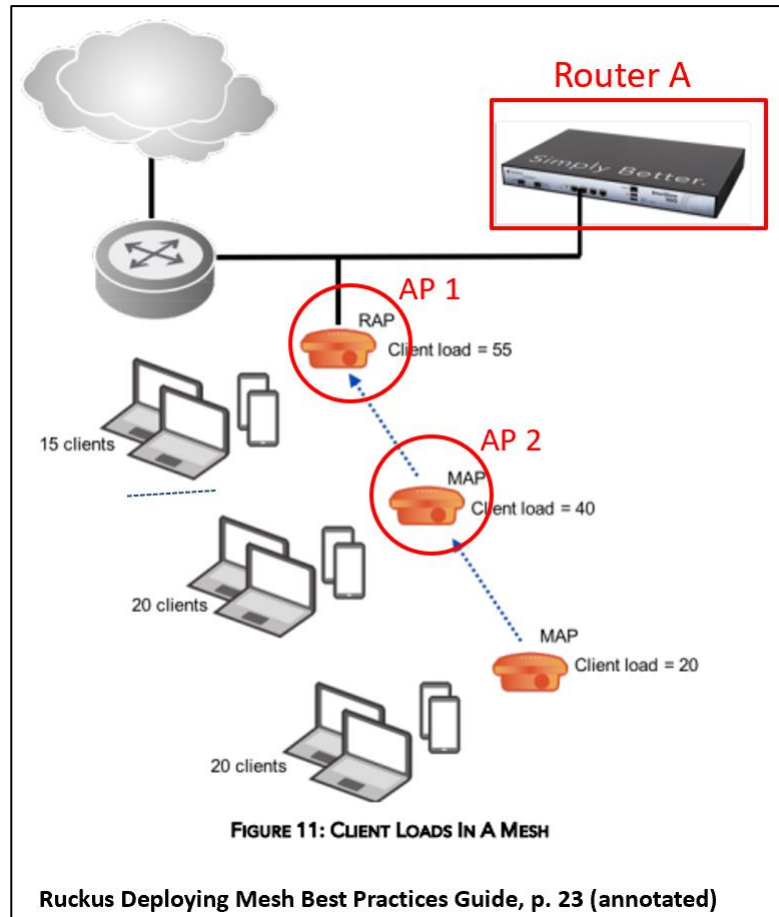 Router A
Simply Better.
AP 1
RAP
Client load = 55
15 clients
AP 2
MAP
Client load = 40
20 clients
MAP
Client load = 20
20 clients
FIGURE 11: CLIENT LOADS IN A MESH
Ruckus Deploying Mesh Best Practices Guide, p. 23 (annotated)